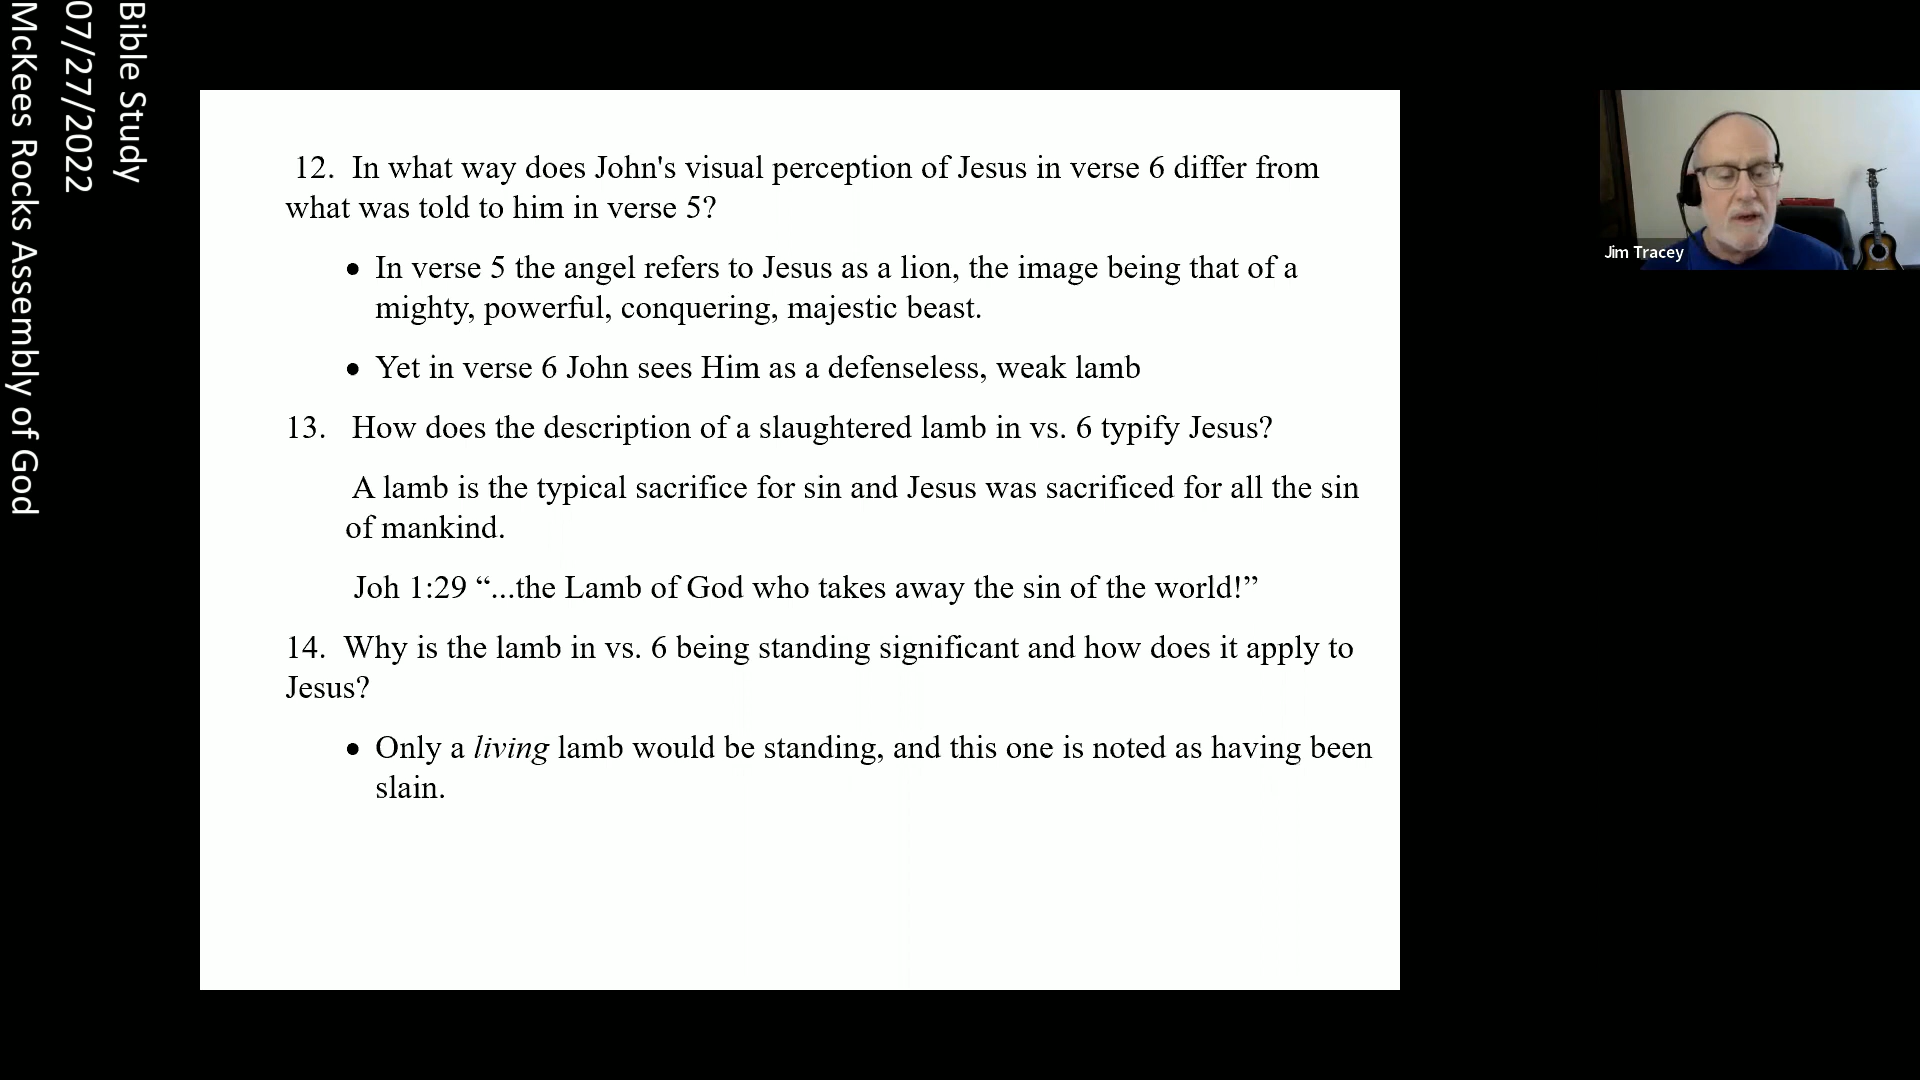 Bible Study
07/27/2022
McKees Rocks Assembly of God
12. In what way does John's visual perception of Jesus in verse 6 differ from
what was told to him in verse 5?
• In verse 5 the angel refers to Jesus as a lion, the image being that of a
mighty, powerful, conquering, majestic beast.
• Yet in verse 6 John sees Him as a defenseless, weak lamb
13. How does the description of a slaughtered lamb in vs. 6 typify Jesus?
A lamb is the typical sacrifice for sin and Jesus was sacrificed for all the sin
of mankind.
Joh 1:29 “...the Lamb of God who takes away the sin of the world!”
14. Why is the lamb in vs. 6 being standing significant and how does it apply to
Jesus?
• Only a living lamb would be standing, and this one is noted as having been
slain.
Jim Tracey